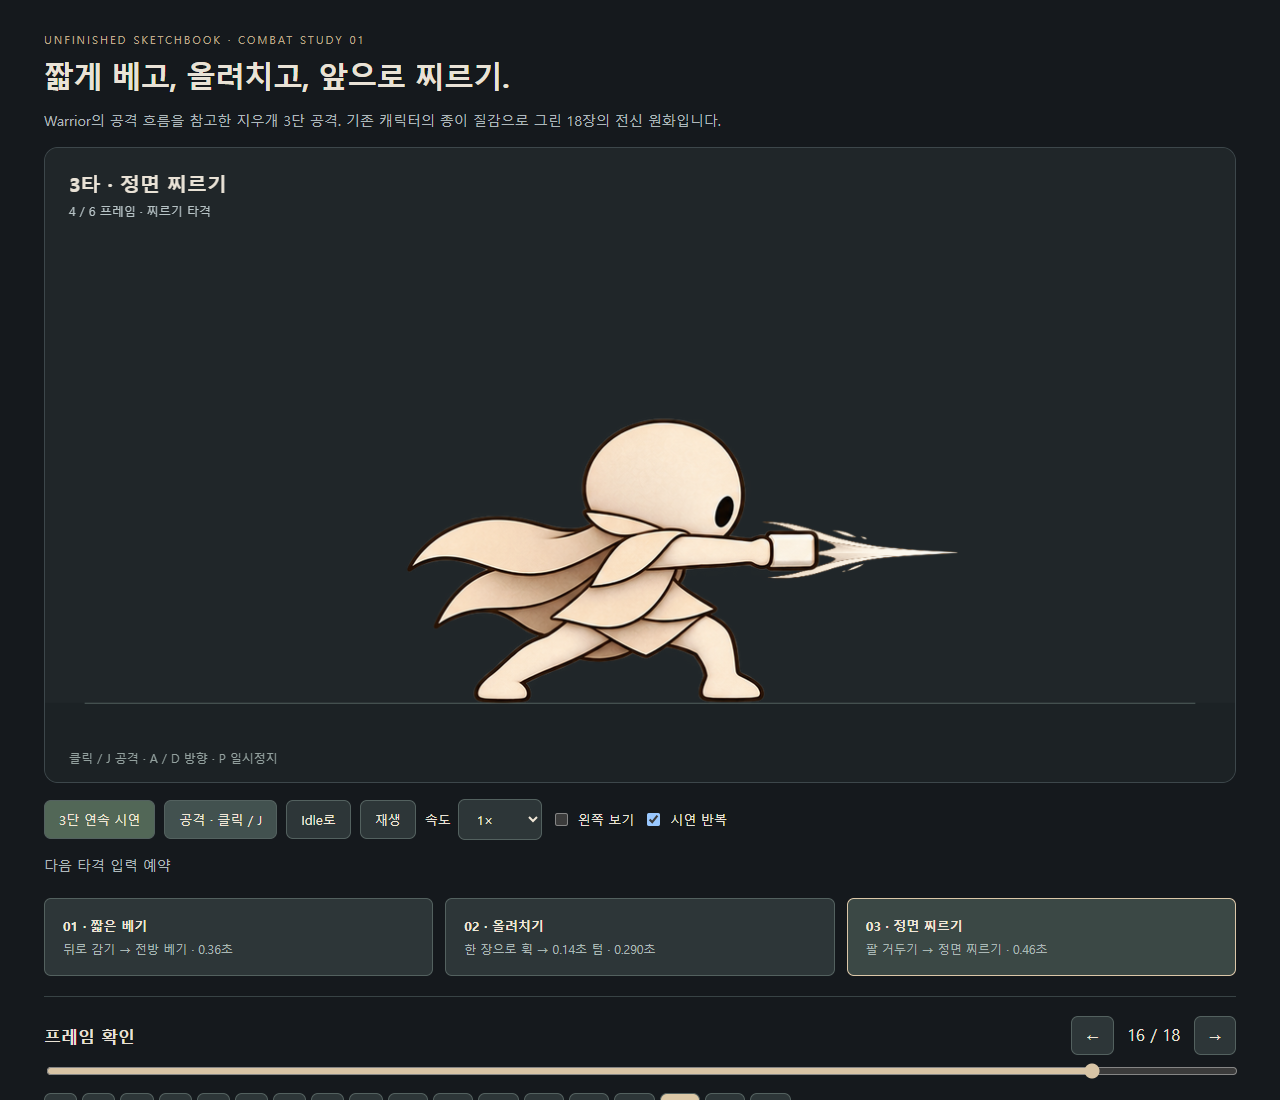 UNFINISHED SKETCHBOOK · COMBAT STUDY 01
짧게 베고, 올려치고, 앞으로 찌르기.
Warrior의 공격 흐름을 참고한 지우개 3단 공격. 기존 캐릭터의 종이 질감으로 그린 18장의 전신 원화입니다.
3타 · 정면 찌르기
4 / 6 프레임 · 찌르기 타격
클릭 / J 공격 · A / D 방향 · P 일시정지
3단 연속 시연
공격 · 클릭 / J
Idle로
재생
속도
1×
왼쪽 보기
시연 반복
다음 타격 입력 예약
01 · 짧은 베기
뒤로 감기 → 전방 베기 · 0.36초
02 · 올려치기
한 장으로 휙 → 0.14초 텀 · 0.290초
03 · 정면 찌르기
팔 거두기 → 정면 찌르기 · 0.46초
프레임 확인
←
16 / 18
→